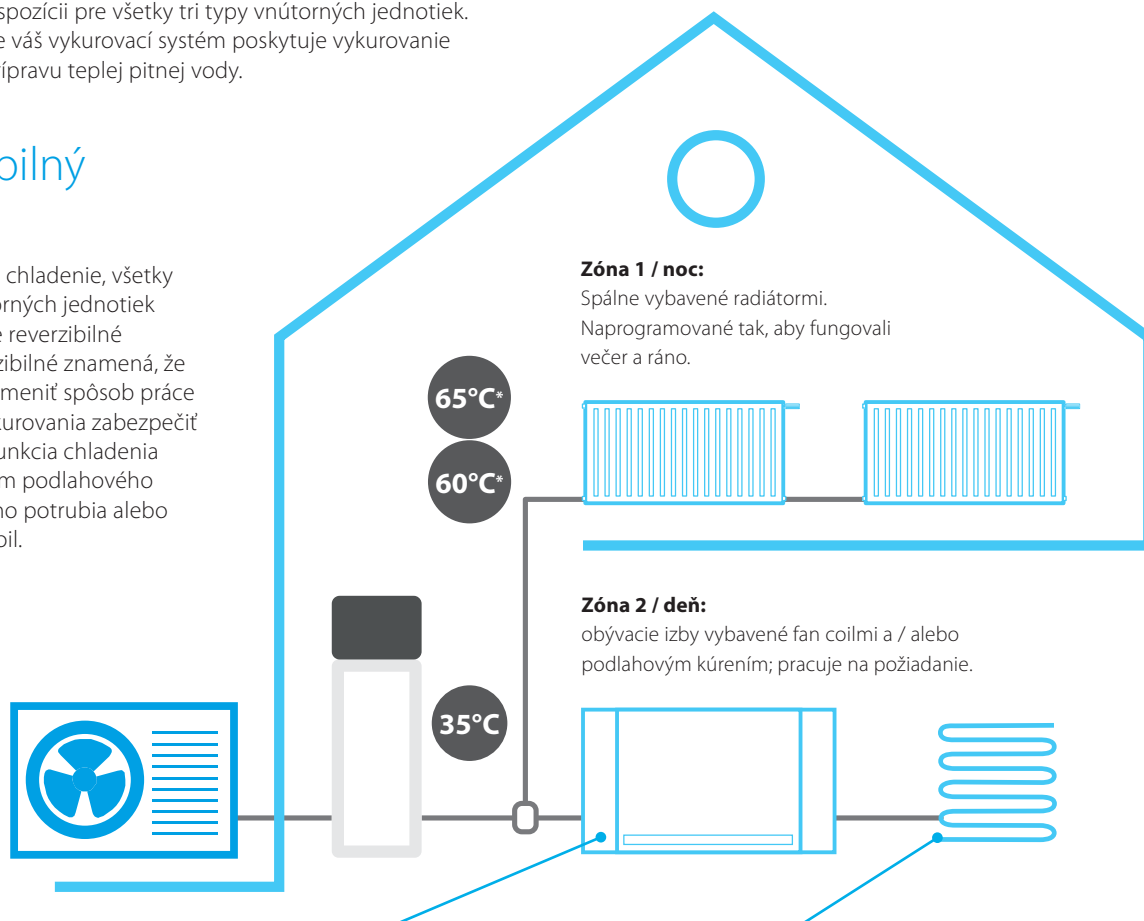 spozícii pre všetky tri typy vnútorných jednotiek.
e váš vykurovací systém poskytuje vykurovanie
rípravu teplej pitnej vody.
bilný
chladenie, všetky
orných jednotiek
e reverzibilné
zibilné znamená, že
meniť spôsob práce
kurovania zabezpečiť
unkcia chladenia
m podlahového
ho potrubia alebo
oil.
Zóna 1 / noc:
Spálne vybavené radiátormi.
Naprogramované tak, aby fungovali
večer a ráno.
65°C*
60°C*
Zóna 2 / deň:
obývacie izby vybavené fan coilmi a / alebo
podlahovým kúrením; pracuje na požiadanie.
35°C